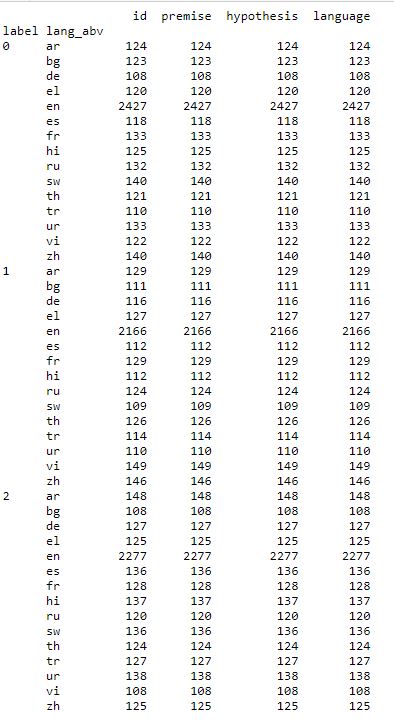 id premise hypothesis language
label lang_abv
0 ar 124 124 124 124
bg 123 123 123 123
de 108 108 108 108
el 120 120 120 120
en 2427 2427 2427 2427
es 118 118 118 118
fr 133 133 133 133
hi 125 125 125 125
ru 132 132 132 132
sw 140 140 140 140
th 121 121 121 121
tr 110 110 110 110
ur 133 133 133 133
vi 122 122 122 122
zh 140 140 140 140
1 ar 129 129 129 129
bg 111 111 111 111
de 116 116 116 116
el 127 127 127 127
en 2166 2166 2166 2166
es 112 112 112 112
fr 129 129 129 129
hi 112 112 112 112
ru 124 124 124 124
sw 109 109 109 109
th 126 126 126 126
tr 114 114 114 114
ur 110 110 110 110
vi 149 149 149 149
zh 146 146 146 146
2 ar 148 148 148 148
bg 108 108 108 108
de 127 127 127 127
el 125 125 125 125
en 2277 2277 2277 2277
es 136 136 136 136
fr 128 128 128 128
hi 137 137 137 137
ru 120 120 120 120
sw 136 136 136 136
th 124 124 124 124
tr 127 127 127 127
ur 138 138 138 138
vi 108 108 108 108
zh 125 125 125 125